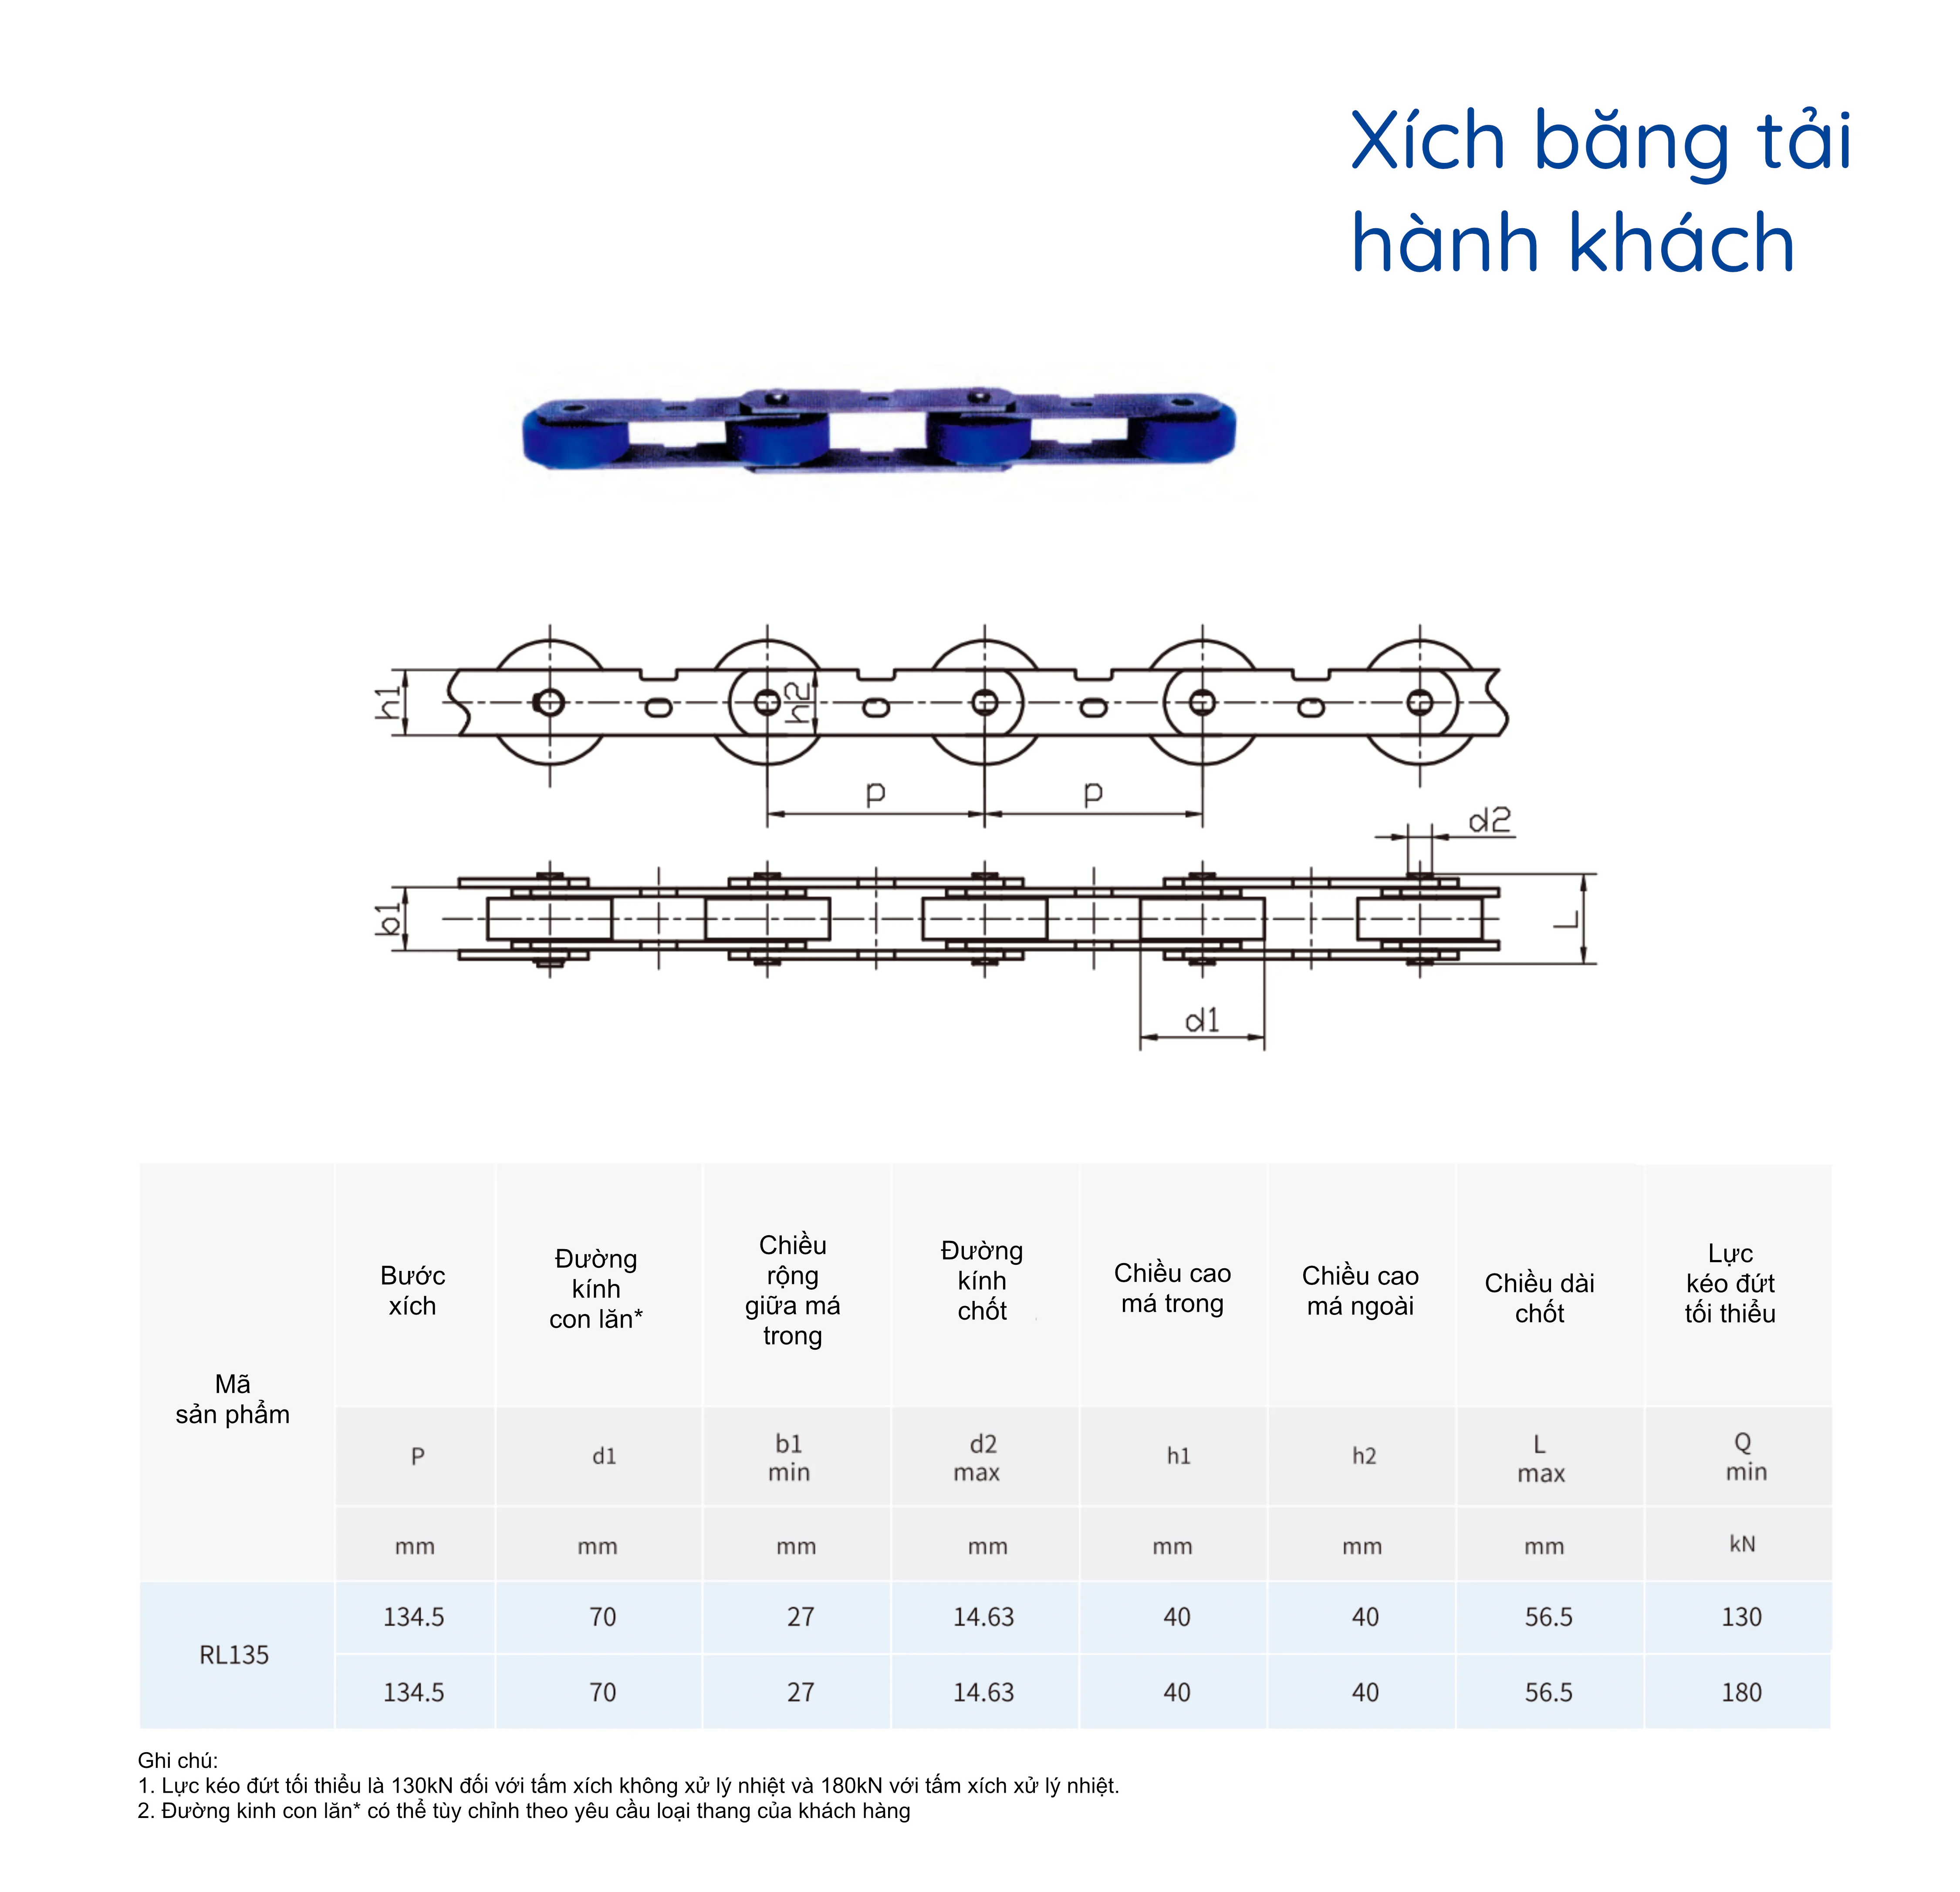 Xích băng tải
hành khách
h1
h2
p
p
d2
b1
L
d1
Mã
sản phẩm
Bước
xích
Đường
kính
con lăn*
Chiều
rộng
giữa má
trong
Đường
kính
chốt
Chiều cao
má trong
Chiều cao
má ngoài
Chiều dài
chốt
Lực
kéo đứt
tối thiểu
P
d1
b1
min
d2
max
h1
h2
L
max
Q
min
mm
mm
mm
mm
mm
mm
mm
kN
RL135
134.5 70 27 14.63 40 40 56.5 130
134.5 70 27 14.63 40 40 56.5 180
Ghi chú:
1. Lực kéo đứt tối thiểu là 130kN đối với tấm xích không xử lý nhiệt và 180kN với tấm xích xử lý nhiệt.
2. Đường kinh con lăn* có thể tùy chỉnh theo yêu cầu loại thang của khách hàng